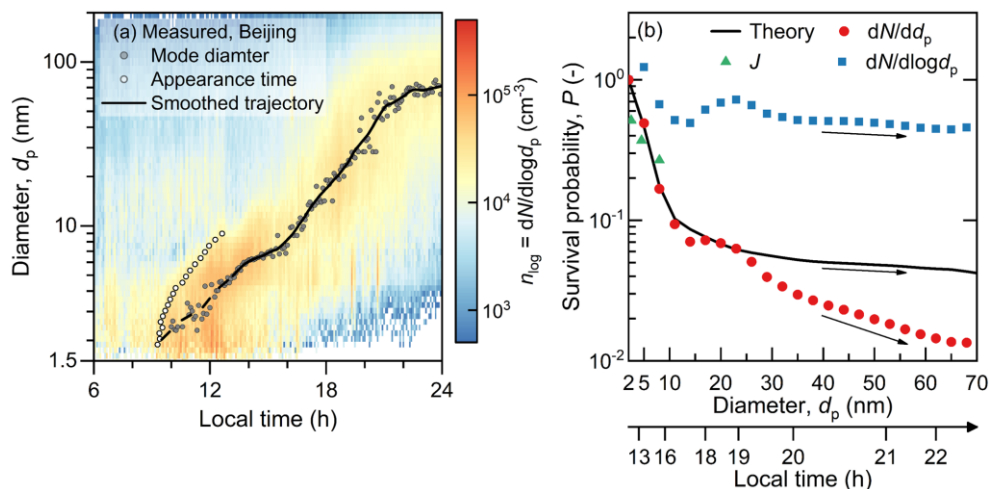 (a) Measured, Beijing
Mode diamter
Appearance time
Smoothed trajectory
100
10
1.5
Diameter, dₚ (nm)
6 12 18 24
Local time (h)
10⁵
10⁴
10³
n_log = dN/dlogdₚ (cm⁻³)
(b)
Theory
dN/ddₚ
J
dN/dlogdₚ
10⁰
10⁻¹
10⁻²
Survival probability, P (-)
2 5 10 20 30 40 50 60 70
Diameter, dₚ (nm)
13 16 18 19 20 21 22
Local time (h)